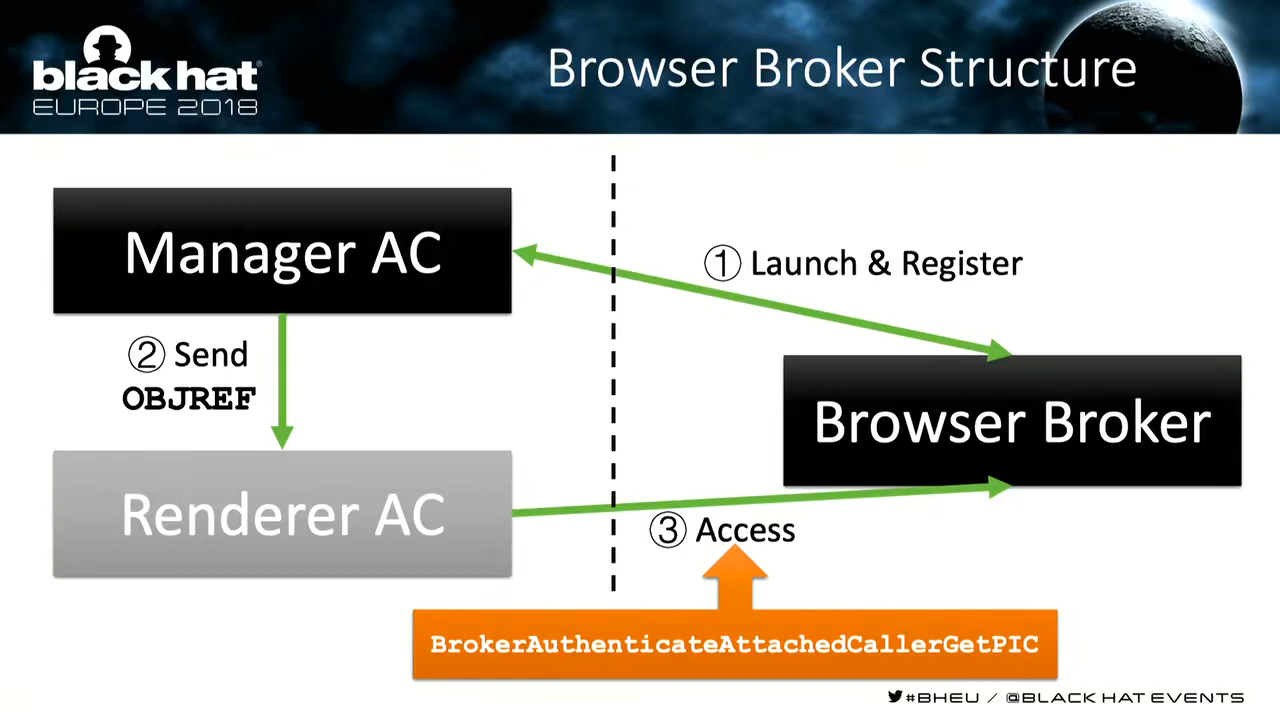 black hat®
EUROPE 2018
Browser Broker Structure
Manager AC
① Launch & Register
② Send
OBJREF
Browser Broker
Renderer AC
③ Access
BrokerAuthenticateAttachedCallerGetPIC
#BHEU / @BLACK HAT EVENTS